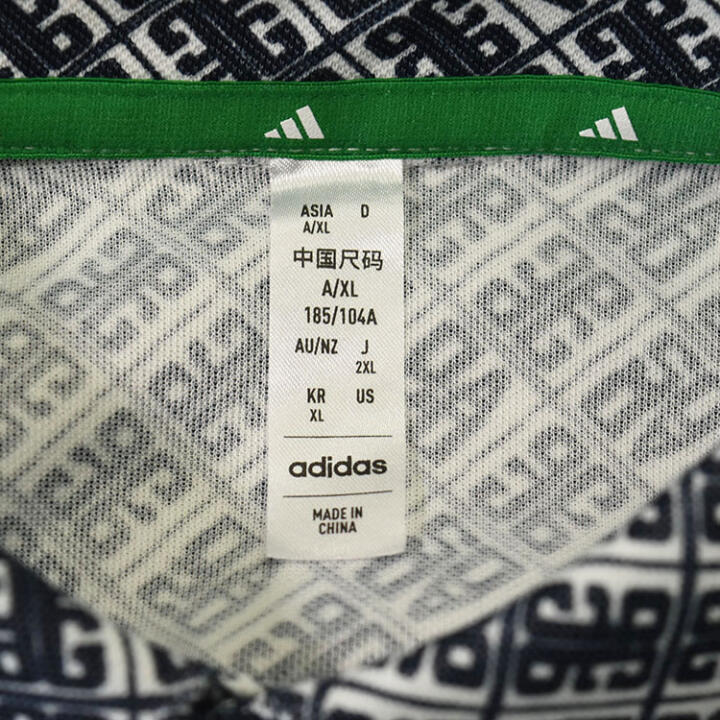 ASIA D
A/XL
中国尺码
A/XL
185/104A
AU/NZ J
2XL
KR US
XL
adidas
MADE IN
CHINA